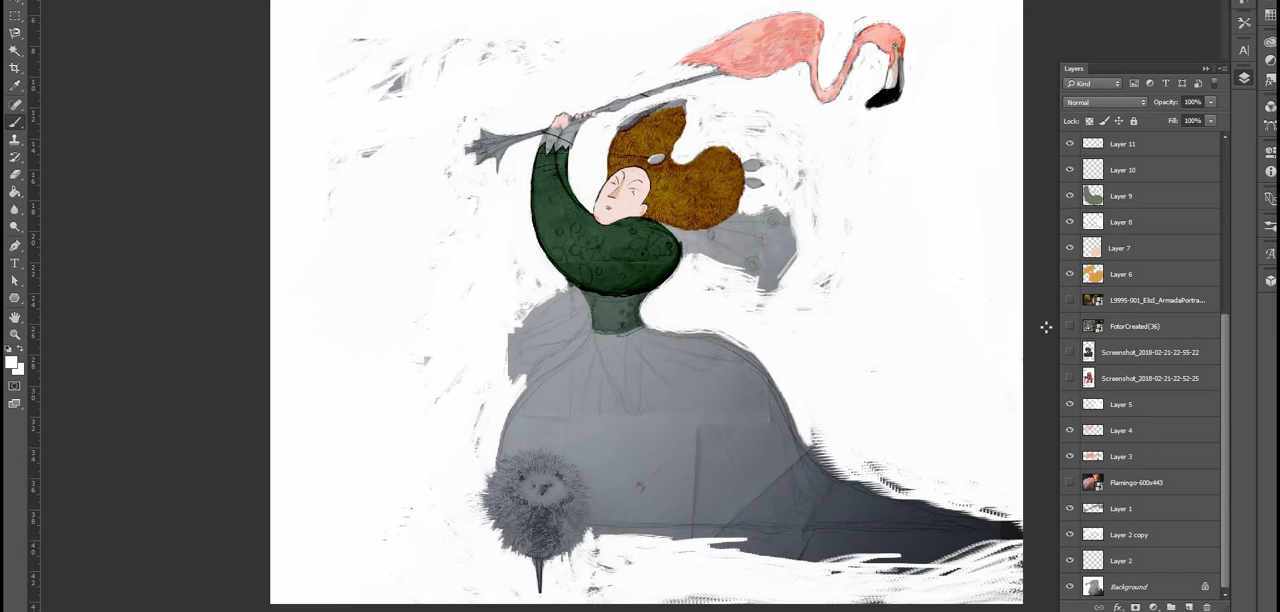 Layers
Kind
Normal
Opacity: 100%
Lock:
Fill: 100%
Layer 11
Layer 10
Layer 9
Layer 8
Layer 7
Layer 6
L9995-001_ElizI_ArmadaPortra...
FotorCreated(36)
Screenshot_2018-02-21-22-55-22
Screenshot_2018-02-21-22-52-25
Layer 5
Layer 4
Layer 3
Flamingo-600x443
Layer 1
Layer 2 copy
Layer 2
Background